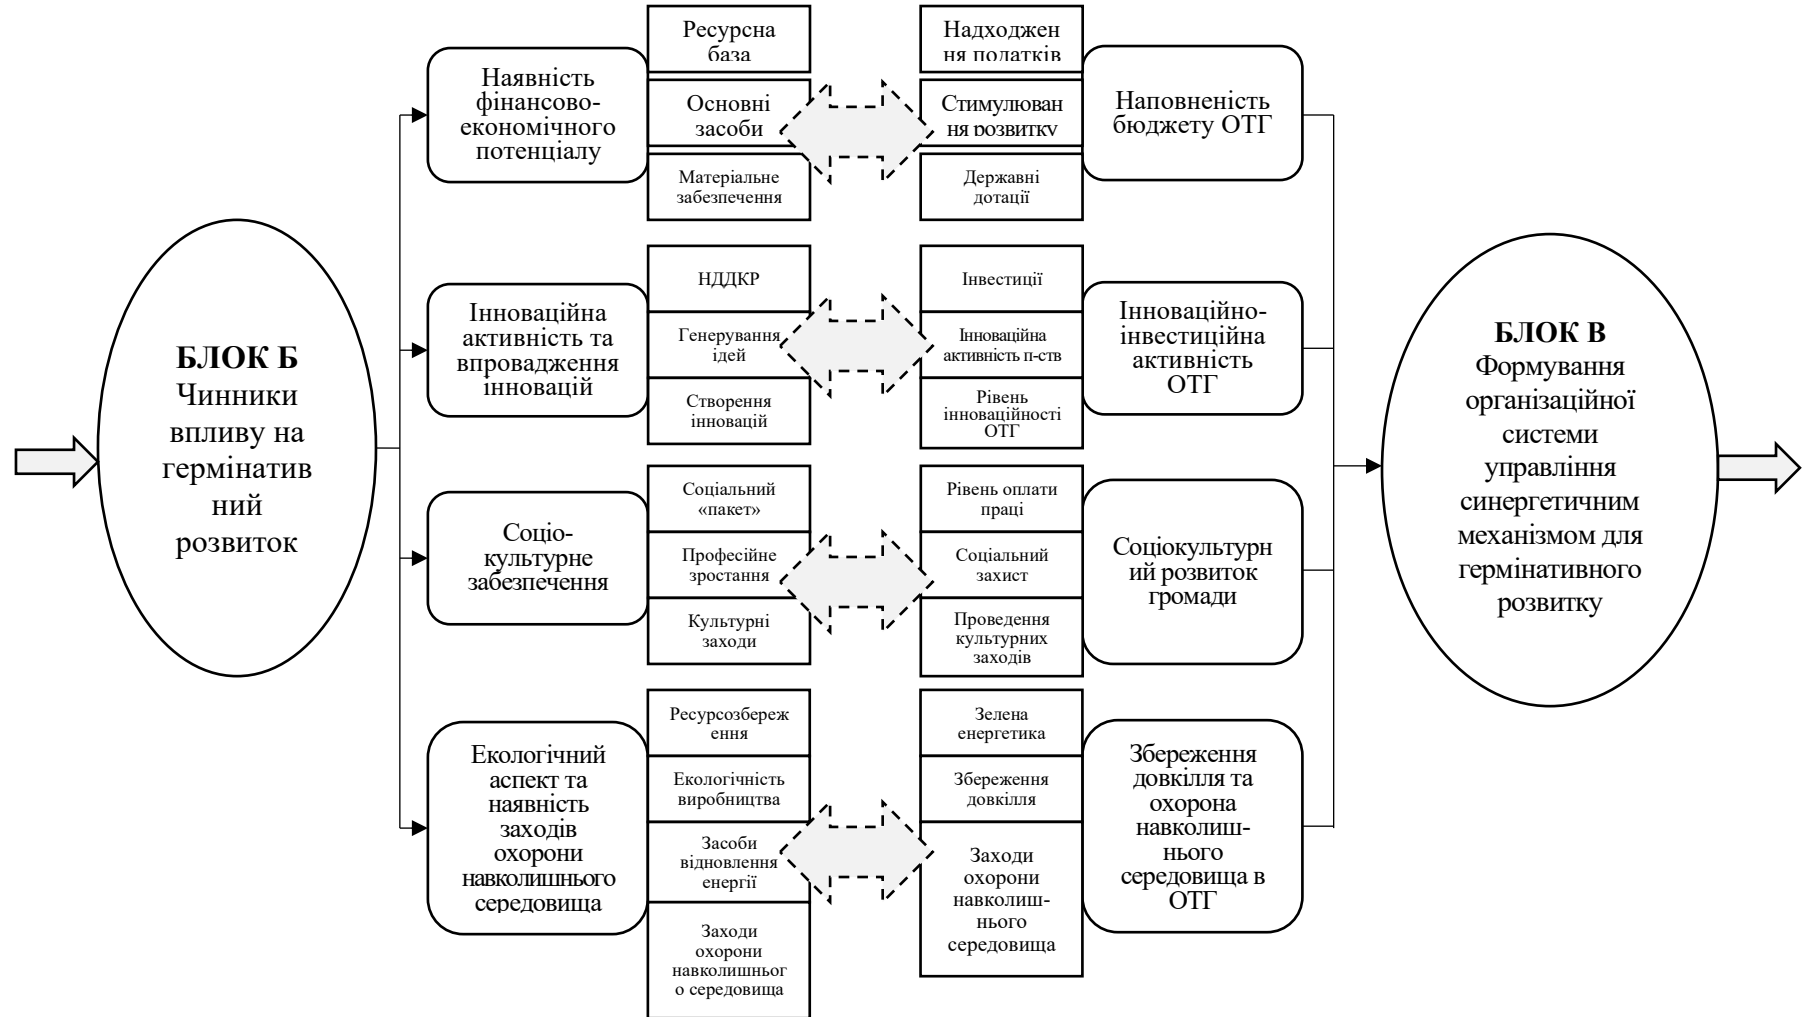 БЛОК Б
Чинники
впливу на
гермінатив
ний
розвиток
Наявність
фінансово-
економічного
потенціалу
Ресурсна
база
Основні
засоби
Матеріальне
забезпечення
Надходжен
ня податків
Стимулюван
ня розвитку
Державні
дотації
Наповненість
бюджету ОТГ
Інноваційна
активність та
впровадження
інновацій
НДДКР
Генерування
ідей
Створення
інновацій
Інвестиції
Інноваційна
активність п-ств
Рівень
інноваційності
ОТГ
Інноваційно-
інвестиційна
активність
ОТГ
Соціо-
культурне
забезпечення
Соціальний
«пакет»
Професійне
зростання
Культурні
заходи
Рівень оплати
праці
Соціальний
захист
Проведення
культурних
заходів
Соціокультурн
ий розвиток
громади
Екологічний
аспект та
наявність
заходів
охорони
навколишнього
середовища
Ресурсозбереж
ення
Екологічність
виробництва
Засоби
відновлення
енергії
Заходи
охорони
навколишньог
о середовища
Зелена
енергетика
Збереження
довкілля
Заходи
охорони
навколиш-
нього
середовища
Збереження
довкілля та
охорона
навколиш-
нього
середовища в
ОТГ
БЛОК В
Формування
організаційної
системи
управління
синергетичним
механізмом для
гермінативного
розвитку